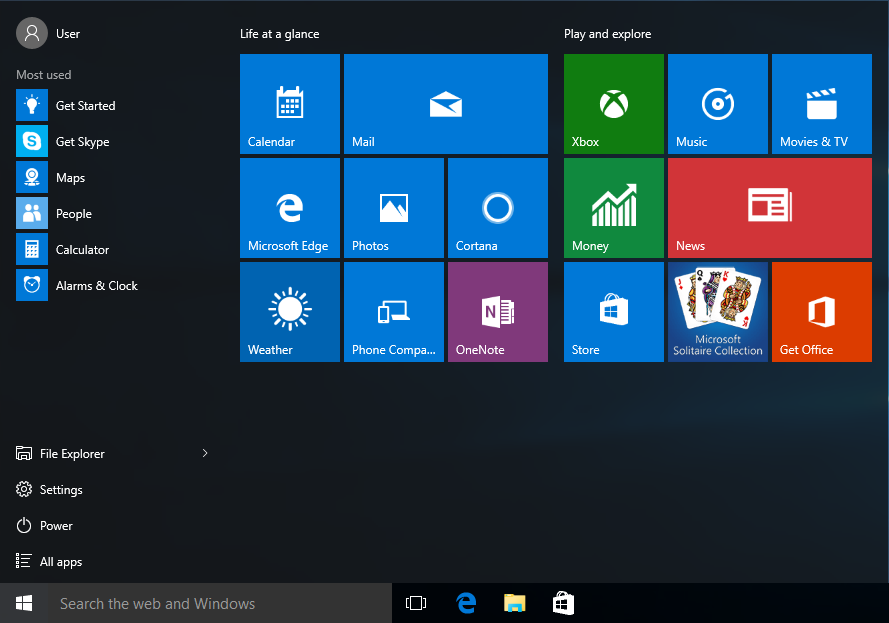 User
Most used
Get Started
Get Skype
Maps
People
Calculator
Alarms & Clock
File Explorer
Settings
Power
All apps
Life at a glance
Calendar
Mail
Microsoft Edge
Photos
Cortana
Weather
Phone Compa...
OneNote
Play and explore
Xbox
Music
Movies & TV
Money
News
Store
Microsoft
Solitaire Collection
Get Office
Search the web and Windows